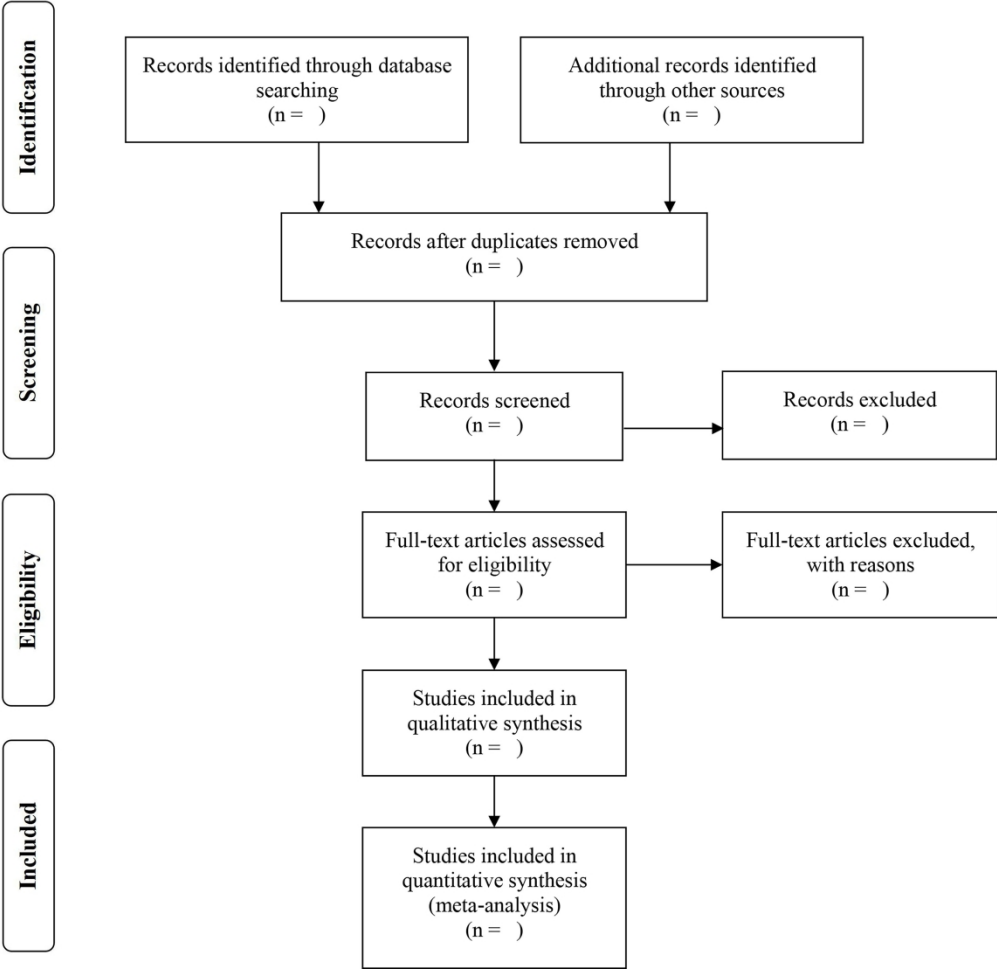 Identification
Records identified through database
searching
(n = )
Additional records identified
through other sources
(n = )
Records after duplicates removed
(n = )
Screening
Records screened
(n = )
Records excluded
(n = )
Eligibility
Full-text articles assessed
for eligibility
(n = )
Full-text articles excluded,
with reasons
(n = )
Studies included in
qualitative synthesis
(n = )
Included
Studies included in
quantitative synthesis
(meta-analysis)
(n = )